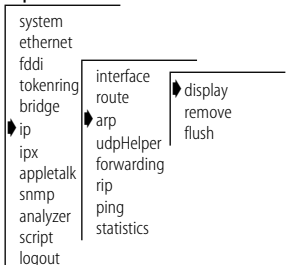 system
ethernet
fddi
tokenring
bridge
ip
ipx
appletalk
snmp
analyzer
script
logout
interface
route
arp
udpHelper
forwarding
rip
ping
statistics
display
remove
flush